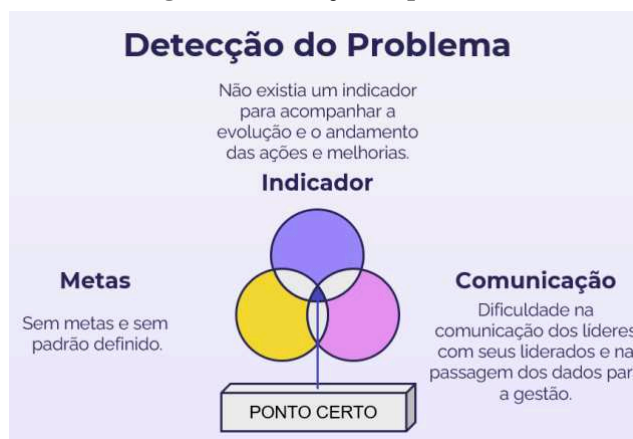 Detecção do Problema
Não existia um indicador
para acompanhar a
evolução e o andamento
das ações e melhorias.
Indicador
Metas
Sem metas e sem
padrão definido.
Comunicação
Dificuldade na
comunicação dos líderes
com seus liderados e na
passagem dos dados par
a gestão.
PONTO CERTO